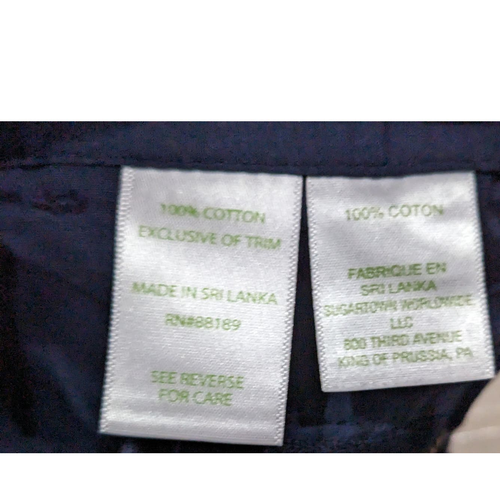 100% COTTON
EXCLUSIVE OF TRIM
MADE IN SRI LANKA
RN#88189
SEE REVERSE
FOR CARE
100% COTON
FABRIQUE EN
SRI LANKA
SUGARTOWN WORLDWIDE
LLC
800 THIRD AVENUE
KING OF PRUSSIA, PA